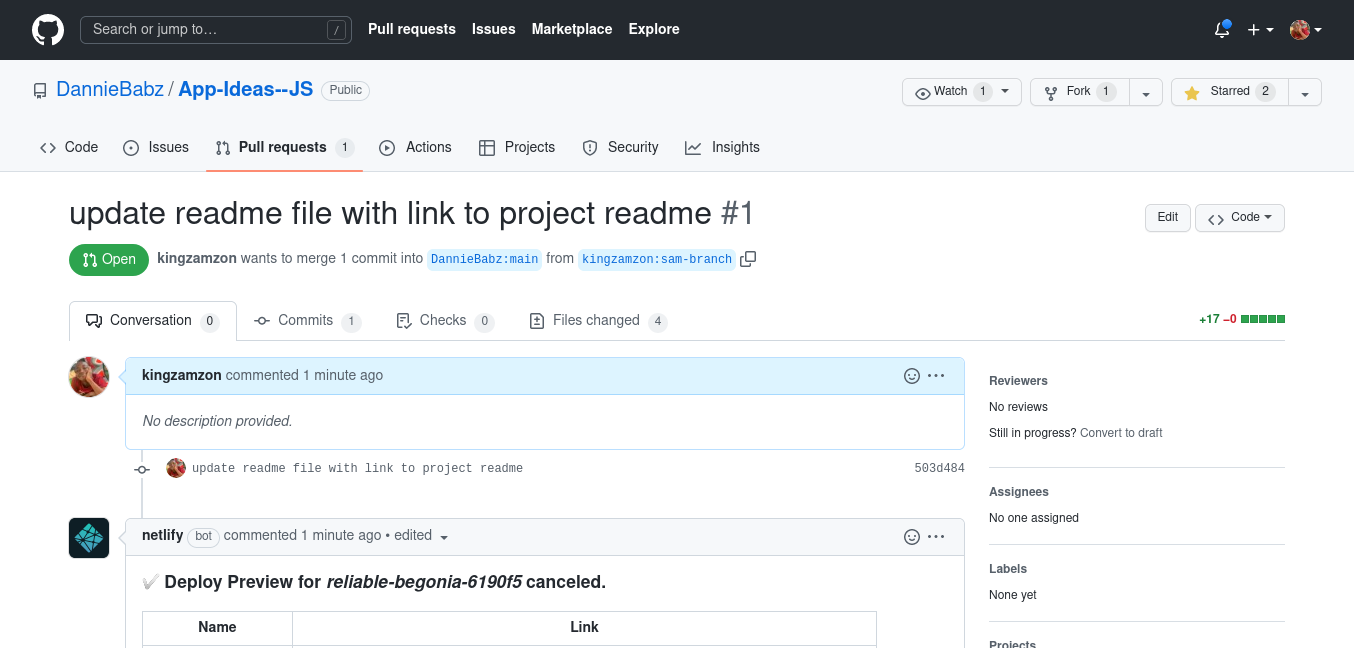 Search or jump to… /
Pull requests Issues Marketplace Explore
DannieBabz / App-Ideas--JS Public
Watch 1 Fork 1 Starred 2
Code Issues Pull requests 1 Actions Projects Security Insights
update readme file with link to project readme #1
Edit Code
Open kingzamzon wants to merge 1 commit into DannieBabz:main from kingzamzon:sam-branch
Conversation 0 Commits 1 Checks 0 Files changed 4
+17 −0
kingzamzon commented 1 minute ago
No description provided.
update readme file with link to project readme 503d484
netlify bot commented 1 minute ago • edited
Deploy Preview for reliable-begonia-6190f5 canceled.
Name Link
Reviewers
No reviews
Still in progress? Convert to draft
Assignees
No one assigned
Labels
None yet
Projects